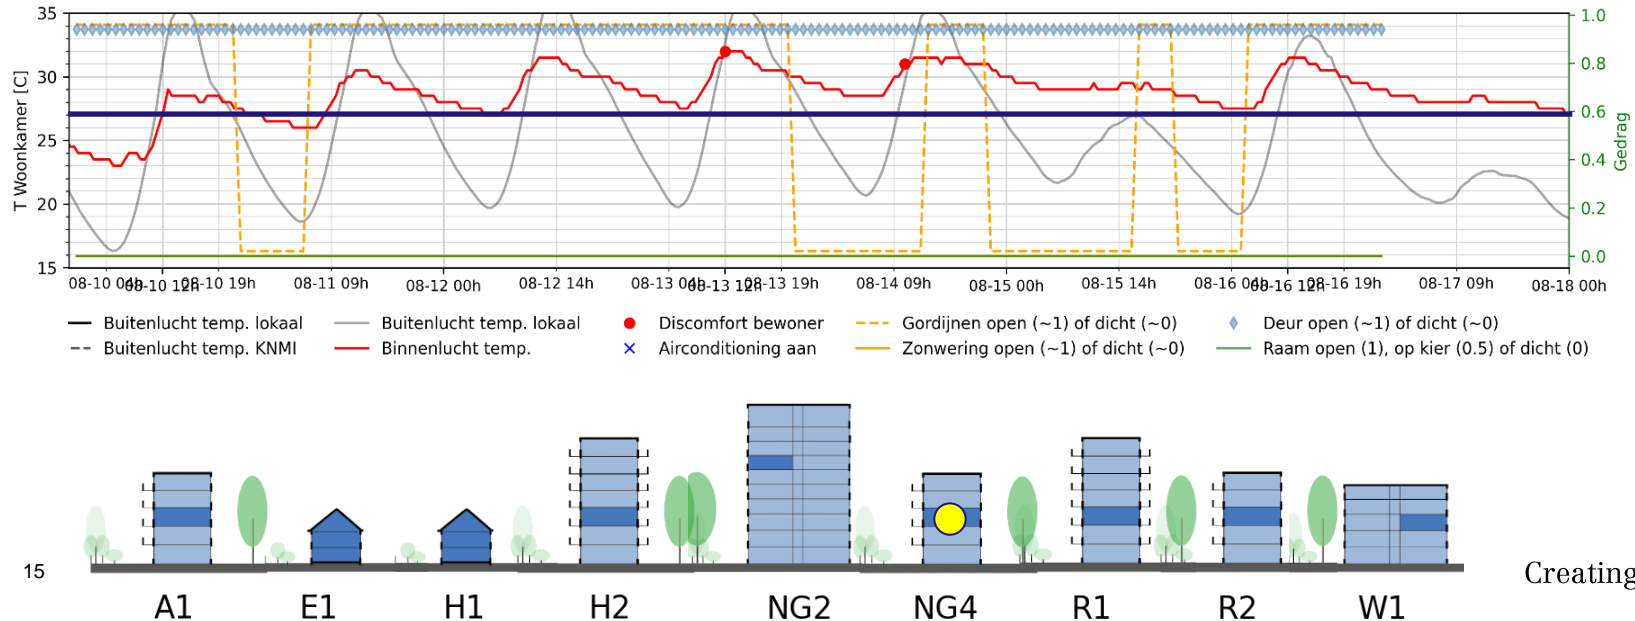 35
30
25
20
15
T Woonkamer [C]
1.0
0.8
0.6
0.4
0.2
0.0
Gedrag
08-10 04h 08-10 12h 08-10 19h 08-11 09h 08-12 00h 08-12 14h 08-13 04h 08-13 12h 08-13 19h 08-14 09h 08-15 00h 08-15 14h 08-16 04h 08-16 12h 08-16 19h 08-17 09h 08-18 00h
Buitenlucht temp. lokaal Buitenlucht temp. lokaal Discomfort bewoner Gordijnen open (~1) of dicht (~0) Deur open (~1) of dicht (~0)
Buitenlucht temp. KNMI Binnenlucht temp. Airconditioning aan Zonwering open (~1) of dicht (~0) Raam open (1), op kier (0.5) of dicht (0)
15 Creating
A1 E1 H1 H2 NG2 NG4 R1 R2 W1